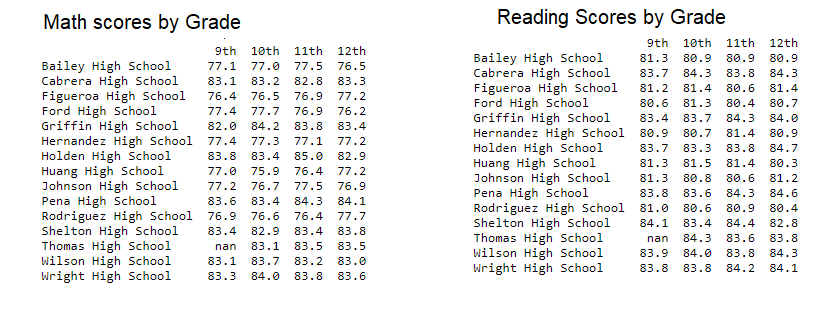 Math scores by Grade
9th 10th 11th 12th
Bailey High School 77.1 77.0 77.5 76.5
Cabrera High School 83.1 83.2 82.8 83.3
Figueroa High School 76.4 76.5 76.9 77.2
Ford High School 77.4 77.7 76.9 76.2
Griffin High School 82.0 84.2 83.8 83.4
Hernandez High School 77.4 77.3 77.1 77.2
Holden High School 83.8 83.4 85.0 82.9
Huang High School 77.0 75.9 76.4 77.2
Johnson High School 77.2 76.7 77.5 76.9
Pena High School 83.6 83.4 84.3 84.1
Rodriguez High School 76.9 76.6 76.4 77.7
Shelton High School 83.4 82.9 83.4 83.8
Thomas High School nan 83.1 83.5 83.5
Wilson High School 83.1 83.7 83.2 83.0
Wright High School 83.3 84.0 83.8 83.6
Reading Scores by Grade
9th 10th 11th 12th
Bailey High School 81.3 80.9 80.9 80.9
Cabrera High School 83.7 84.3 83.8 84.3
Figueroa High School 81.2 81.4 80.6 81.4
Ford High School 80.6 81.3 80.4 80.7
Griffin High School 83.4 83.7 84.3 84.0
Hernandez High School 80.9 80.7 81.4 80.9
Holden High School 83.7 83.3 83.8 84.7
Huang High School 81.3 81.5 81.4 80.3
Johnson High School 81.3 80.8 80.6 81.2
Pena High School 83.8 83.6 84.3 84.6
Rodriguez High School 81.0 80.6 80.9 80.4
Shelton High School 84.1 83.4 84.4 82.8
Thomas High School nan 84.3 83.6 83.8
Wilson High School 83.9 84.0 83.8 84.3
Wright High School 83.8 83.8 84.2 84.1